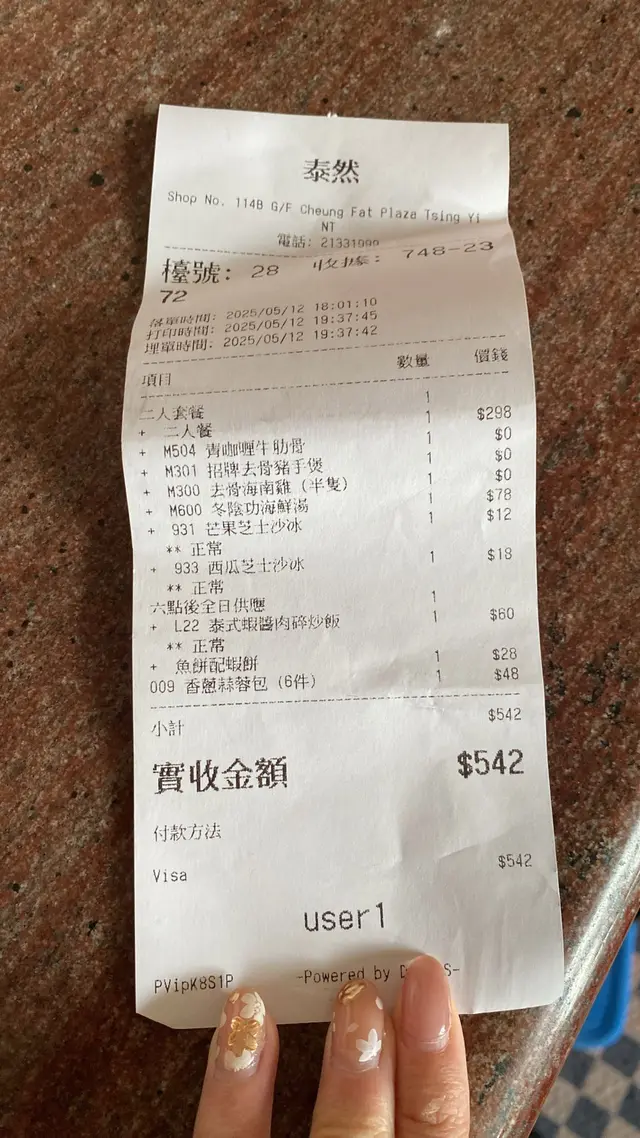 泰然
Shop No. 114B G/F Cheung Fat Plaza Tsing Yi
NT
電話: 21331099
檯號: 28 收據: 748-23
72
落單時間: 2025/05/12 18:01:10
打印時間: 2025/05/12 19:37:45
埋單時間: 2025/05/12 19:37:42
項目 數量 價錢
二人套餐 1
+ 二人餐 1 $298
+ M504 青咖喱牛肋骨 1 $0
+ M301 招牌去骨豬手煲 1 $0
+ M300 去骨海南雞 (半隻) 1 $0
+ M600 冬陰功海鮮湯 1 $78
+ 931 芒果芝士沙冰 1 $12
** 正常
+ 933 西瓜芝士沙冰 1 $18
** 正常
六點後全日供應 1
+ L22 泰式蝦醬肉碎炒飯 1 $60
** 正常
+ 魚餅配蝦餅 1 $28
009 香蔥蒜蓉包 (6件) 1 $48
小計 $542
實收金額 $542
付款方法
Visa $542
user1
PVipK8S1P -Powered by